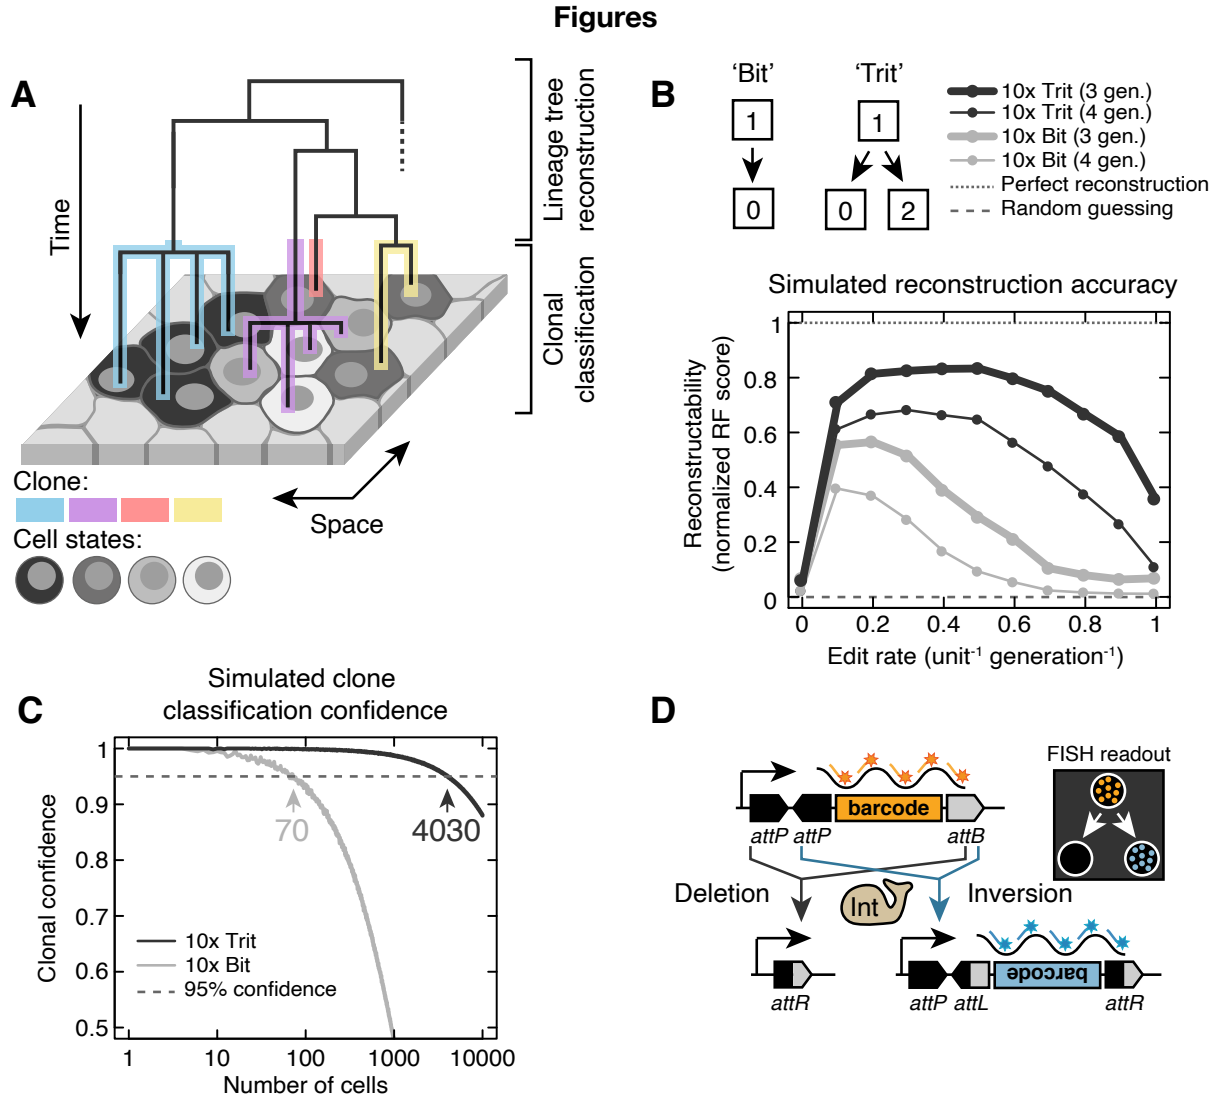 Figures
A
Time
Lineage tree
reconstruction
Clonal
classification
Space
Clone:
Cell states:
B
‘Bit’
‘Trit’
1
0
1
0
2
10x Trit (3 gen.)
10x Trit (4 gen.)
10x Bit (3 gen.)
10x Bit (4 gen.)
Perfect reconstruction
Random guessing
Simulated reconstruction accuracy
Reconstructability
(normalized RF score)
1
0.8
0.6
0.4
0.2
0
0 0.2 0.4 0.6 0.8 1
Edit rate (unit⁻¹ generation⁻¹)
C
Simulated clone
classification confidence
Clonal confidence
1
0.9
0.8
0.7
0.6
0.5
70
4030
10x Trit
10x Bit
95% confidence
1 10 100 1000 10000
Number of cells
D
FISH readout
barcode
attP attP attB
Deletion
Int
Inversion
barcode
attR
attP attL attR